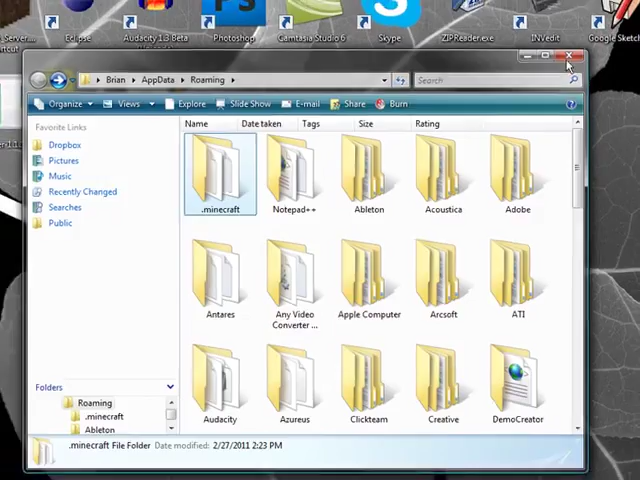 Server....
Eclipse
Audacity 1.3 Beta
Photoshop
Camtasia Studio 6
Skype
ZIPReader.exe
INVedit
Google Sketch
Brian ▸ AppData ▸ Roaming ▸
Search
Organize
Views
Explore
Slide Show
E-mail
Share
Burn
Favorite Links
Dropbox
Pictures
Music
Recently Changed
Searches
Public
Folders
Roaming
.minecraft
Ableton
Name
Date taken
Tags
Size
Rating
.minecraft
Notepad++
Ableton
Acoustica
Adobe
Antares
Any Video
Converter ...
Apple Computer
Arcsoft
ATI
Audacity
Azureus
Clickteam
Creative
DemoCreator
.minecraft File Folder
Date modified: 2/27/2011 2:23 PM